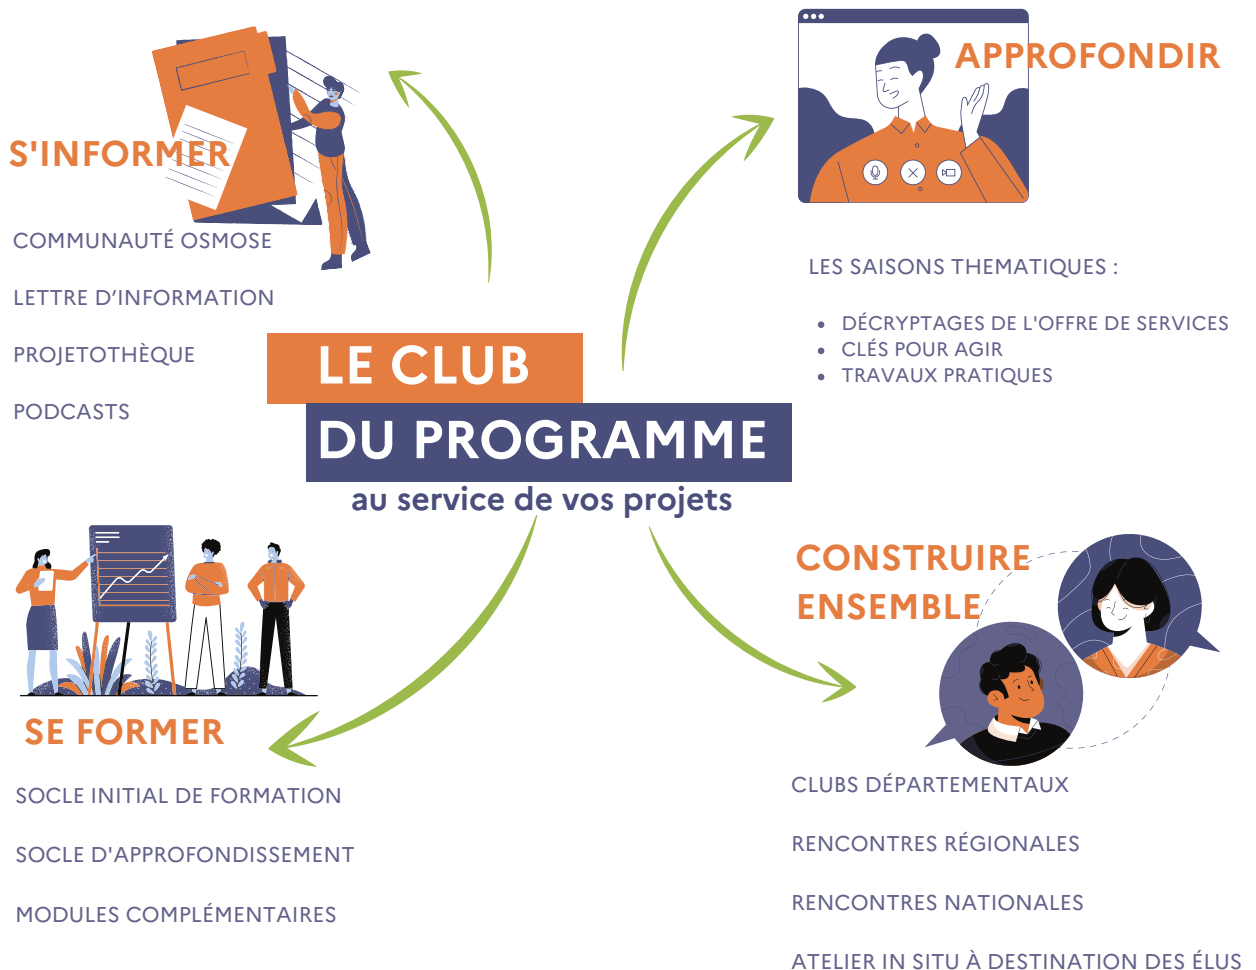 S'INFORMER
COMMUNAUTÉ OSMOSE
LETTRE D’INFORMATION
PROJETOTHÈQUE
PODCASTS
APPROFONDIR
LES SAISONS THEMATIQUES :
• DÉCRYPTAGES DE L'OFFRE DE SERVICES
• CLÉS POUR AGIR
• TRAVAUX PRATIQUES
LE CLUB
DU PROGRAMME
au service de vos projets
SE FORMER
SOCLE INITIAL DE FORMATION
SOCLE D'APPROFONDISSEMENT
MODULES COMPLÉMENTAIRES
CONSTRUIRE
ENSEMBLE
CLUBS DÉPARTEMENTAUX
RENCONTRES RÉGIONALES
RENCONTRES NATIONALES
ATELIER IN SITU À DESTINATION DES ÉLUS